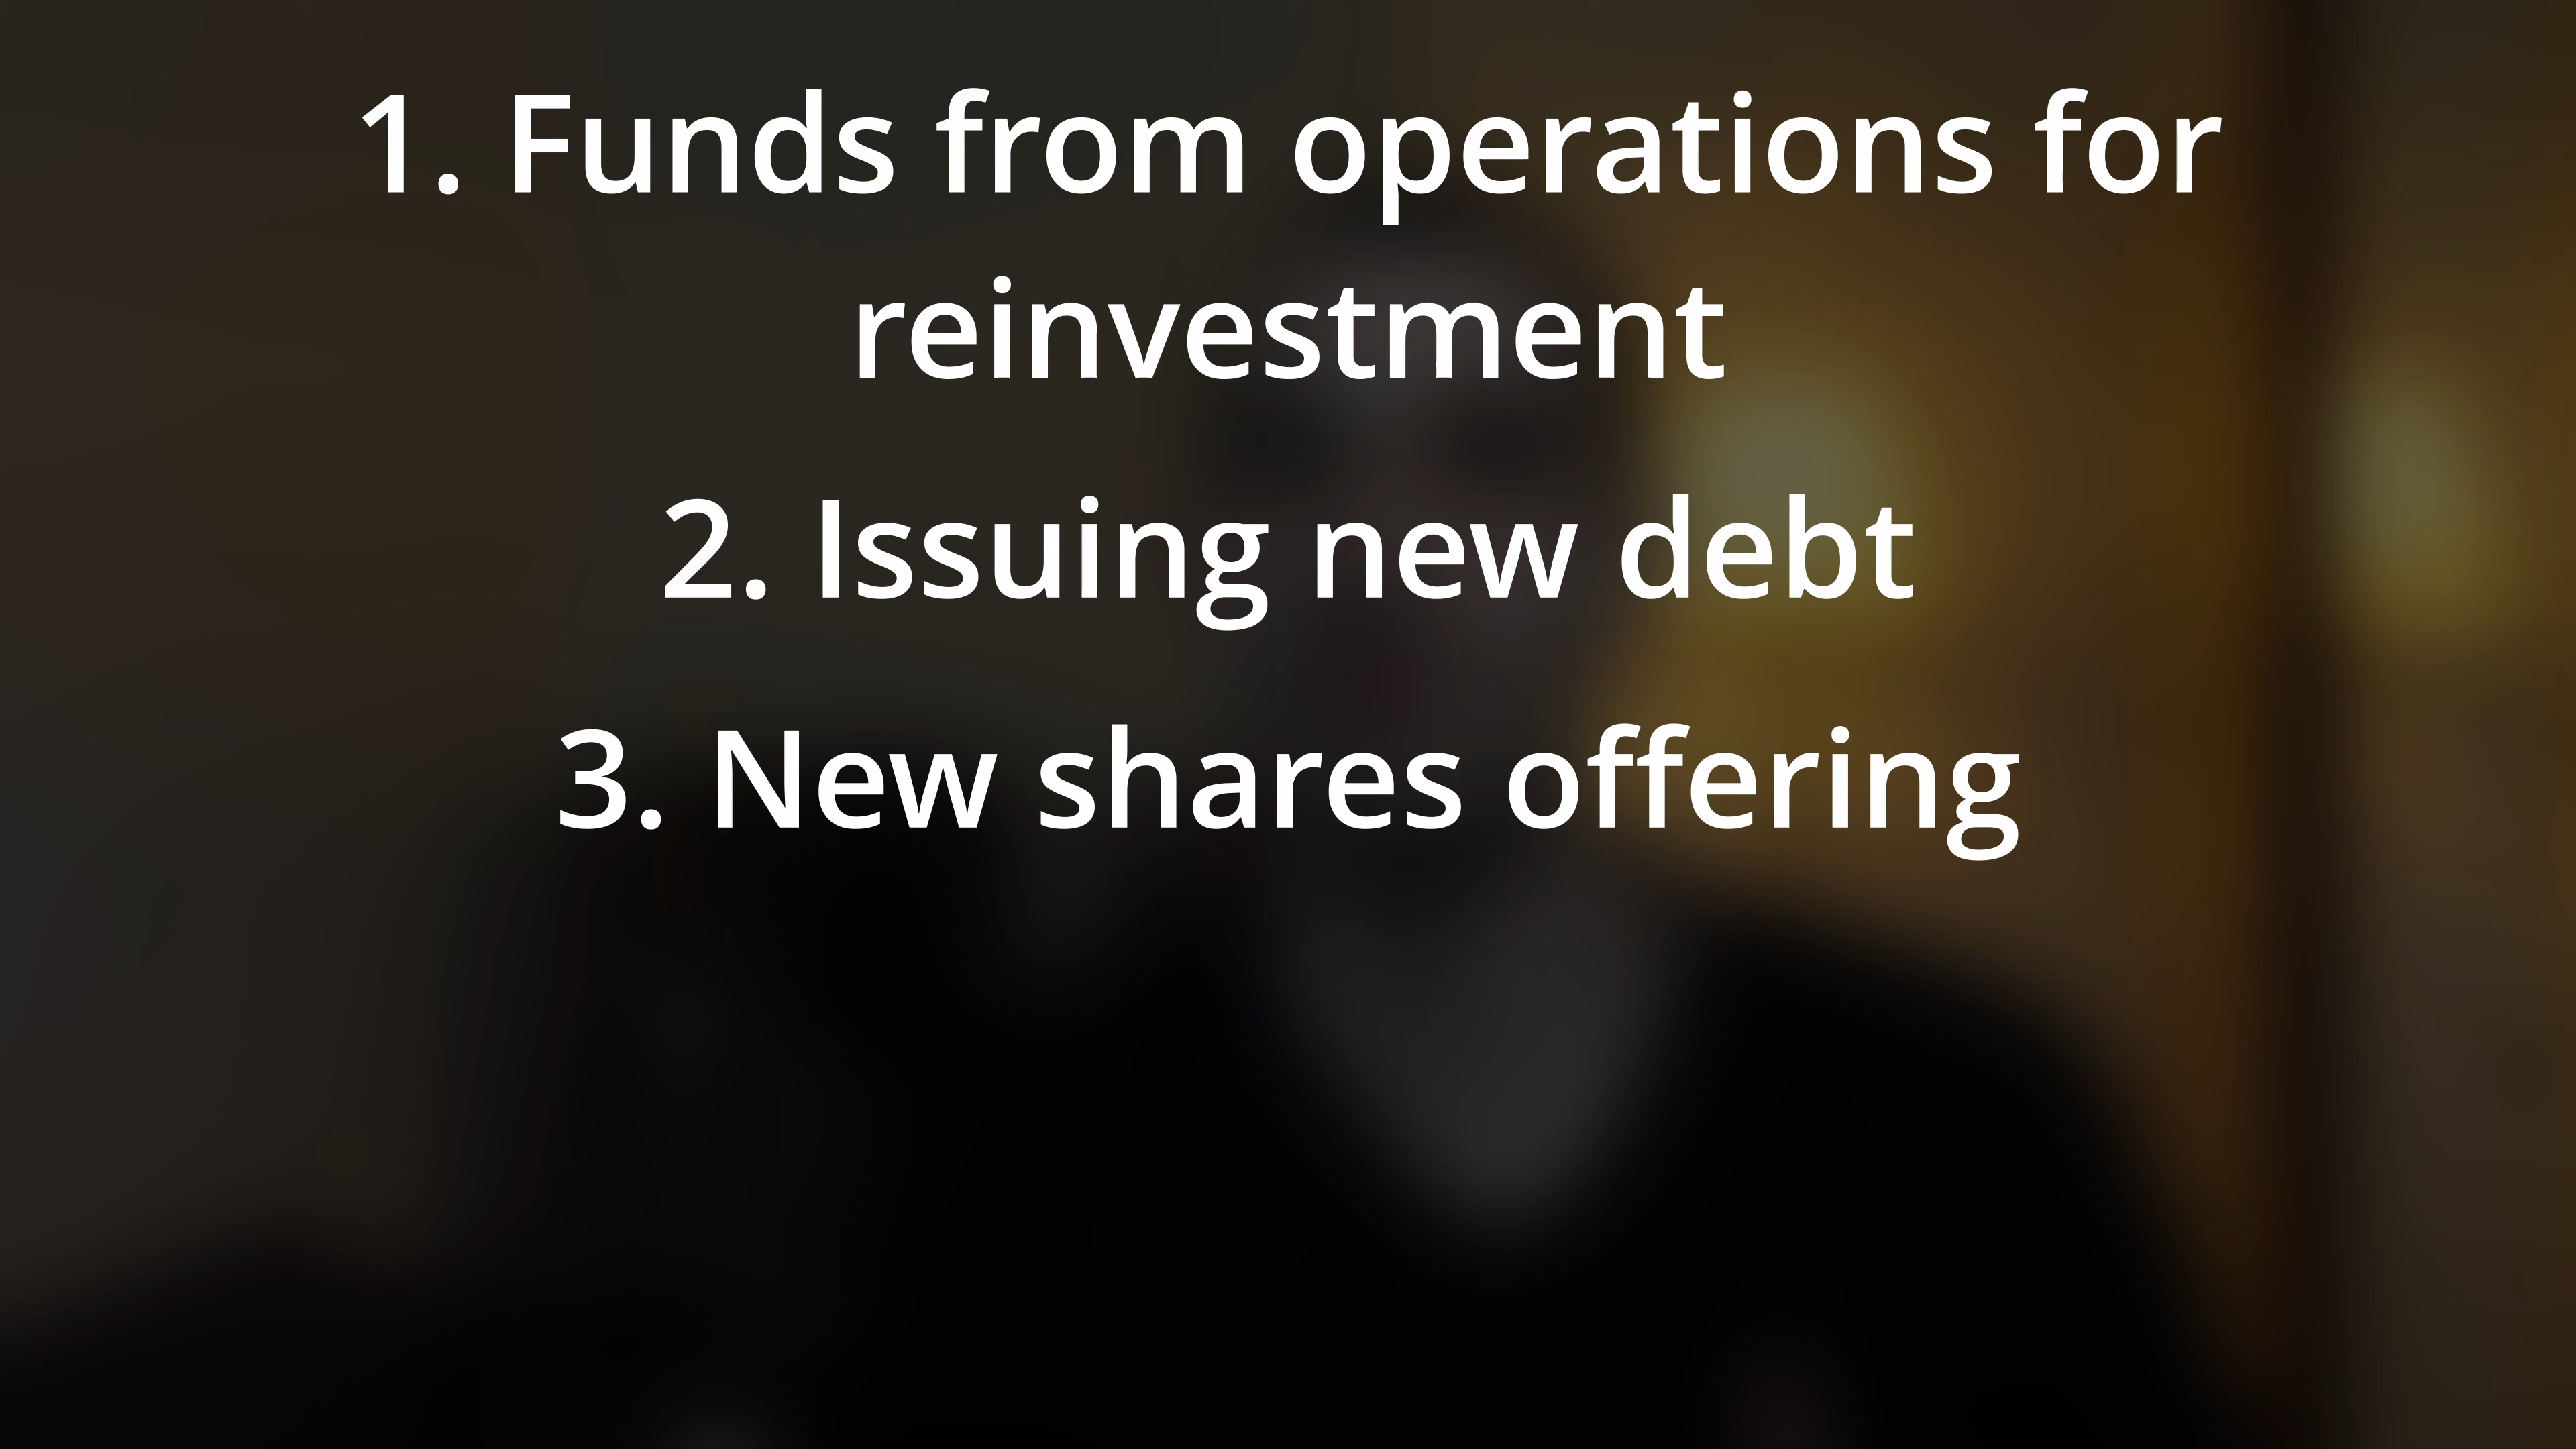 1. Funds from operations for
reinvestment
2. Issuing new debt
3. New shares offering